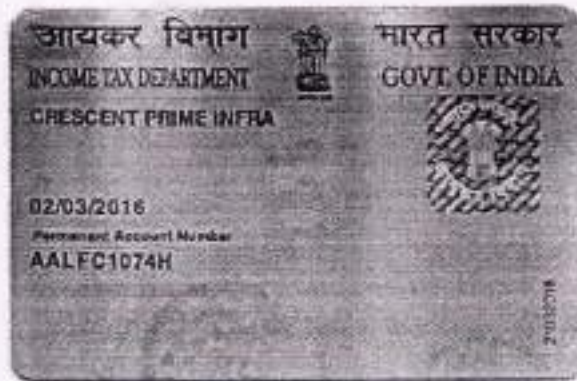 आयकर विभाग
INCOME TAX DEPARTMENT
भारत सरकार
GOVT. OF INDIA
CRESCENT PRIME INFRA
02/03/2016
Permanent Account Number
AALFC1074H